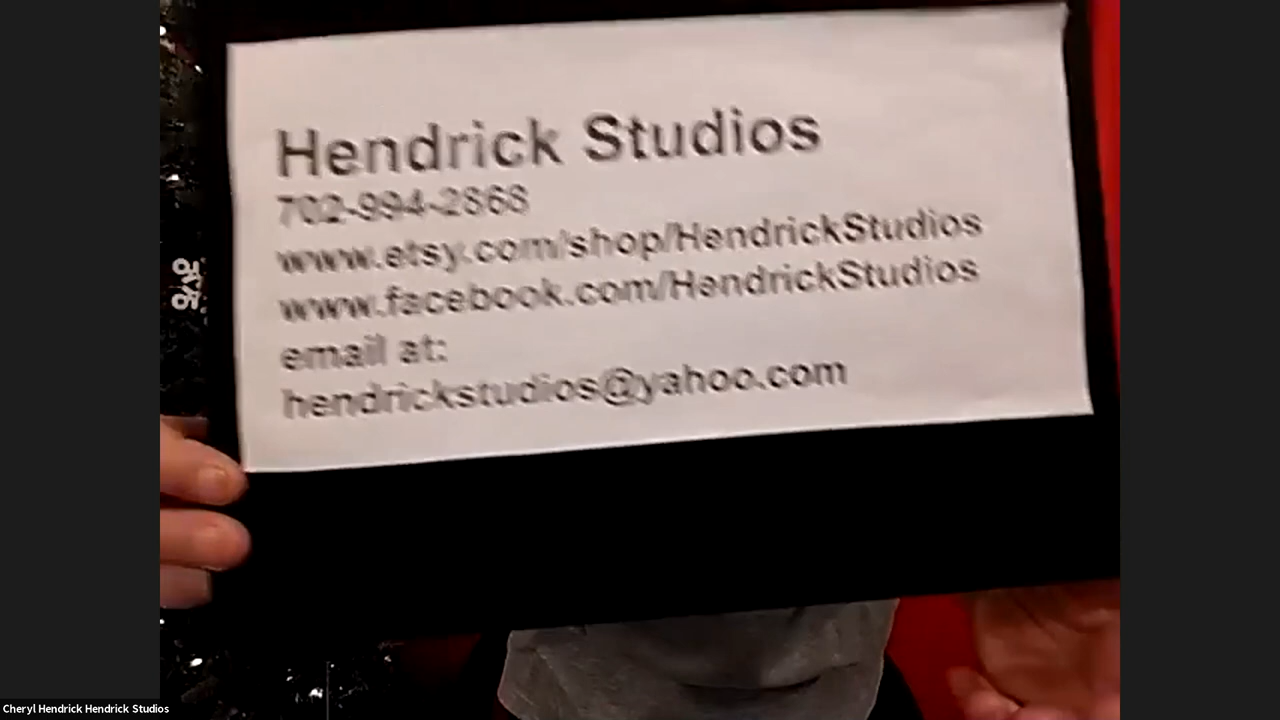 Hendrick Studios
702-994-2868
www.etsy.com/shop/HendrickStudios
www.facebook.com/HendrickStudios
email at:
hendrickstudios@yahoo.com
Cheryl Hendrick Hendrick Studios